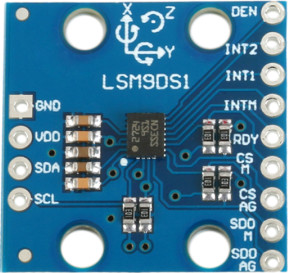 X
Z
Y
LSM9DS1
DEN
INT2
INT1
INTM
RDY
CS
M
CS
AG
SDO
M
SDO
AG
GND
VDD
SDA
SCL